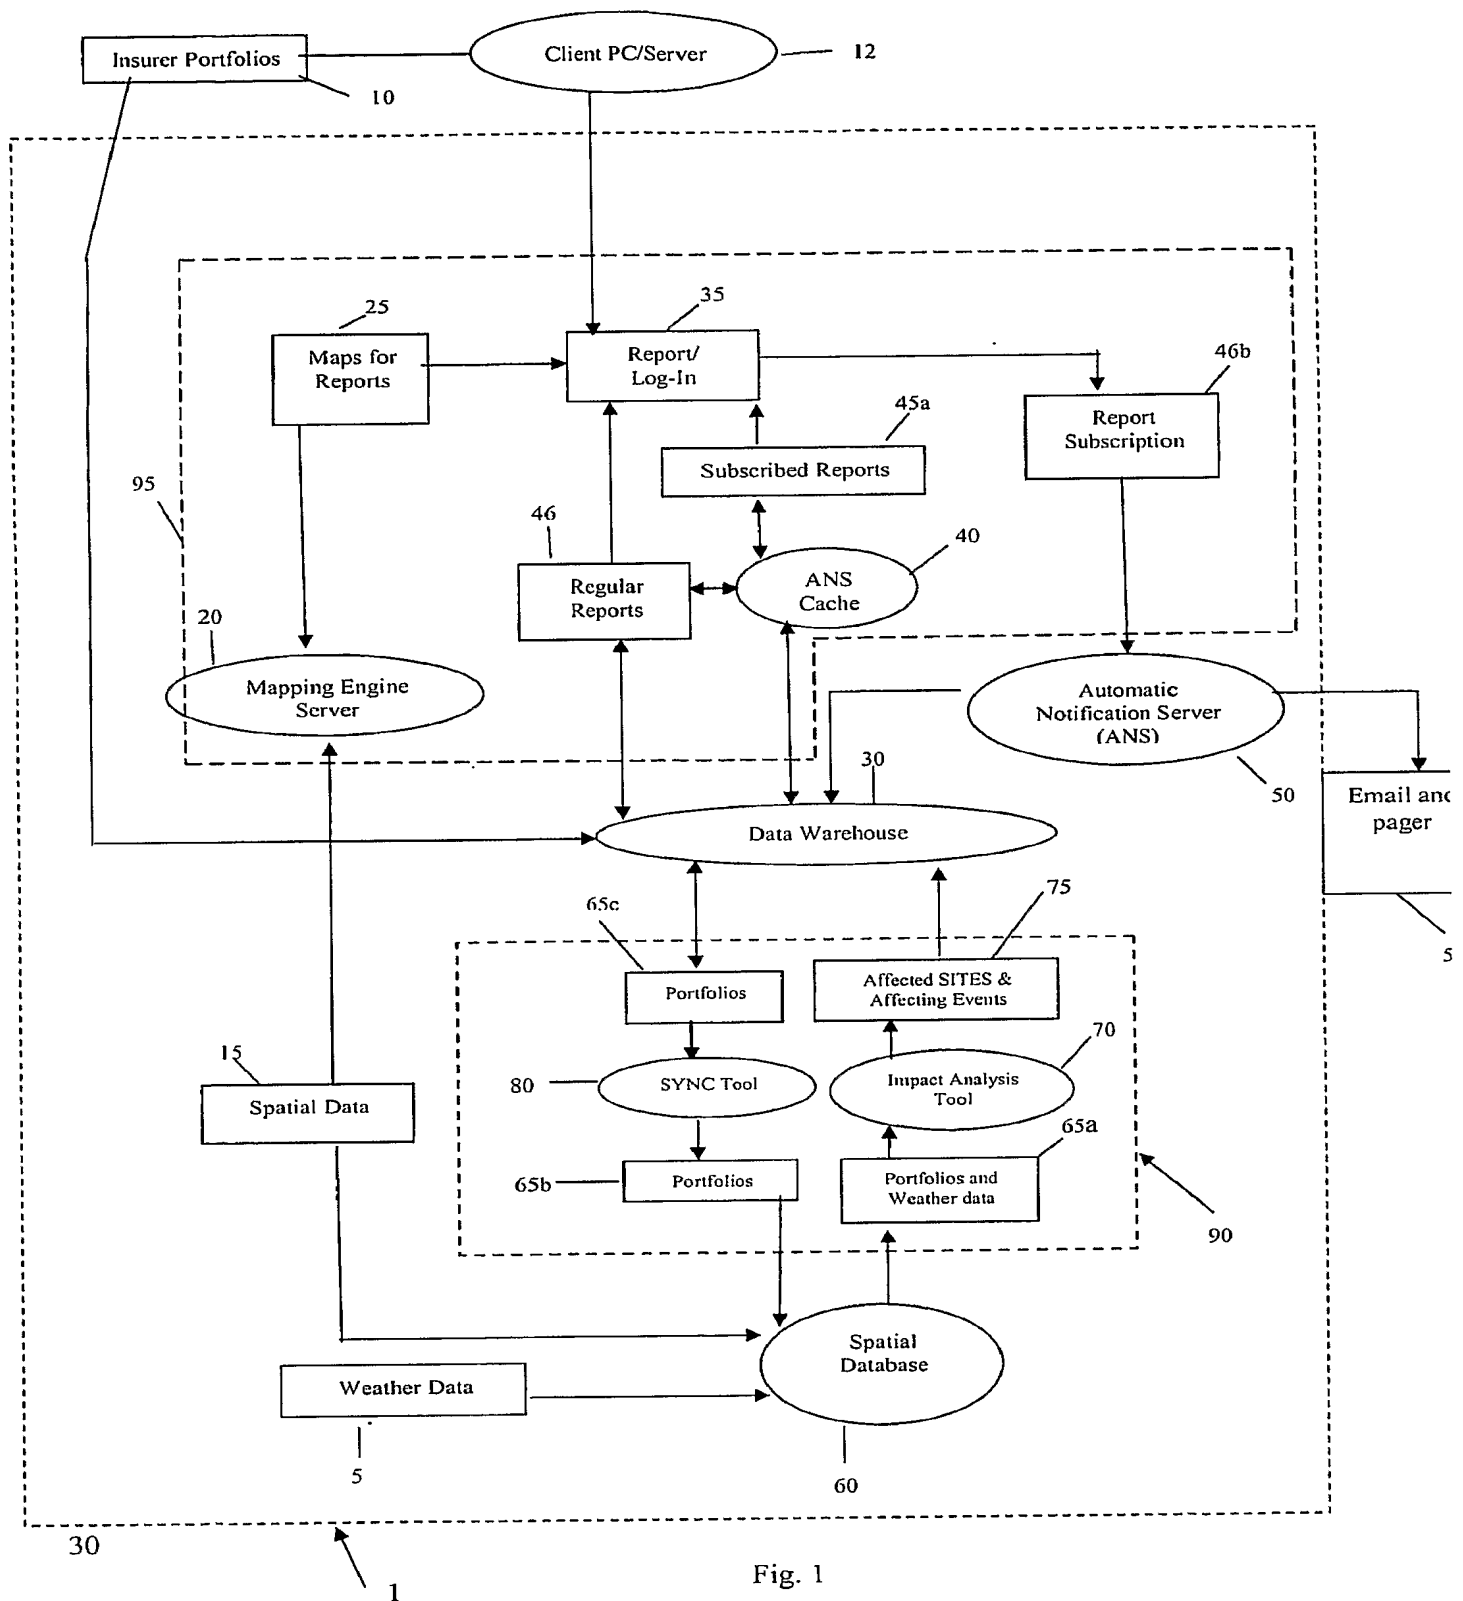 Insurer Portfolios
Client PC/Server
12
10
25
35
Maps for
Reports
Report/
Log-In
46b
45a
Report
Subscription
Subscribed Reports
95
46
40
Regular
Reports
ANS
Cache
20
Mapping Engine
Server
Automatic
Notification Server
(ANS)
30
50
Email and
pager
Data Warehouse
65c
75
5
Portfolios
Affected SITES &
Affecting Events
15
70
80
SYNC Tool
Impact Analysis
Tool
Spatial Data
65a
65b
Portfolios
Portfolios and
Weather data
90
Spatial
Database
Weather Data
5
60
30
1
Fig. 1